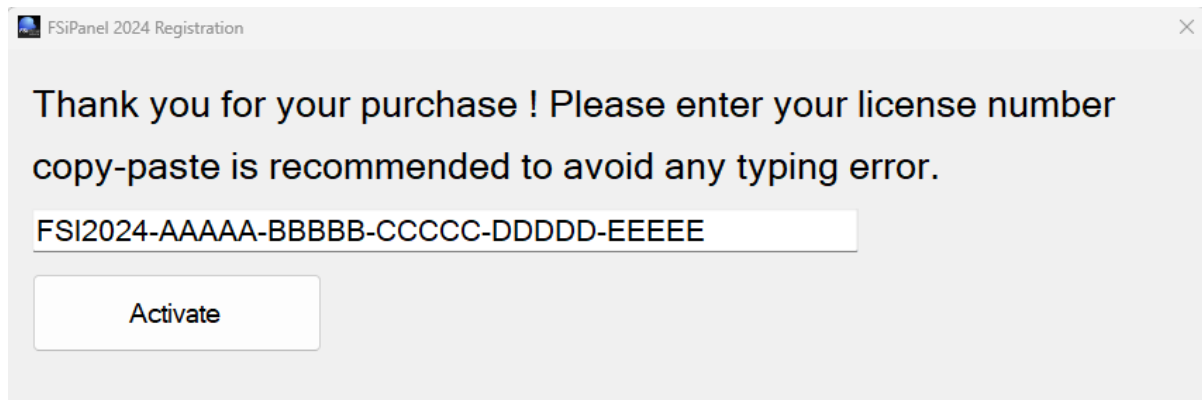 FSiPanel 2024 Registration
Thank you for your purchase ! Please enter your license number
copy-paste is recommended to avoid any typing error.
FSI2024-AAAAA-BBBBB-CCCCC-DDDDD-EEEEE
Activate